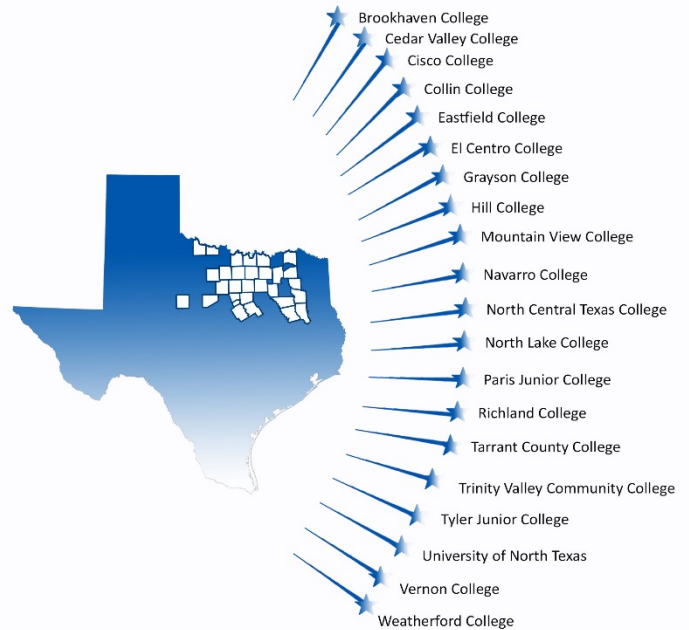 Brookhaven College
Cedar Valley College
Cisco College
Collin College
Eastfield College
El Centro College
Grayson College
Hill College
Mountain View College
Navarro College
North Central Texas College
North Lake College
Paris Junior College
Richland College
Tarrant County College
Trinity Valley Community College
Tyler Junior College
University of North Texas
Vernon College
Weatherford College